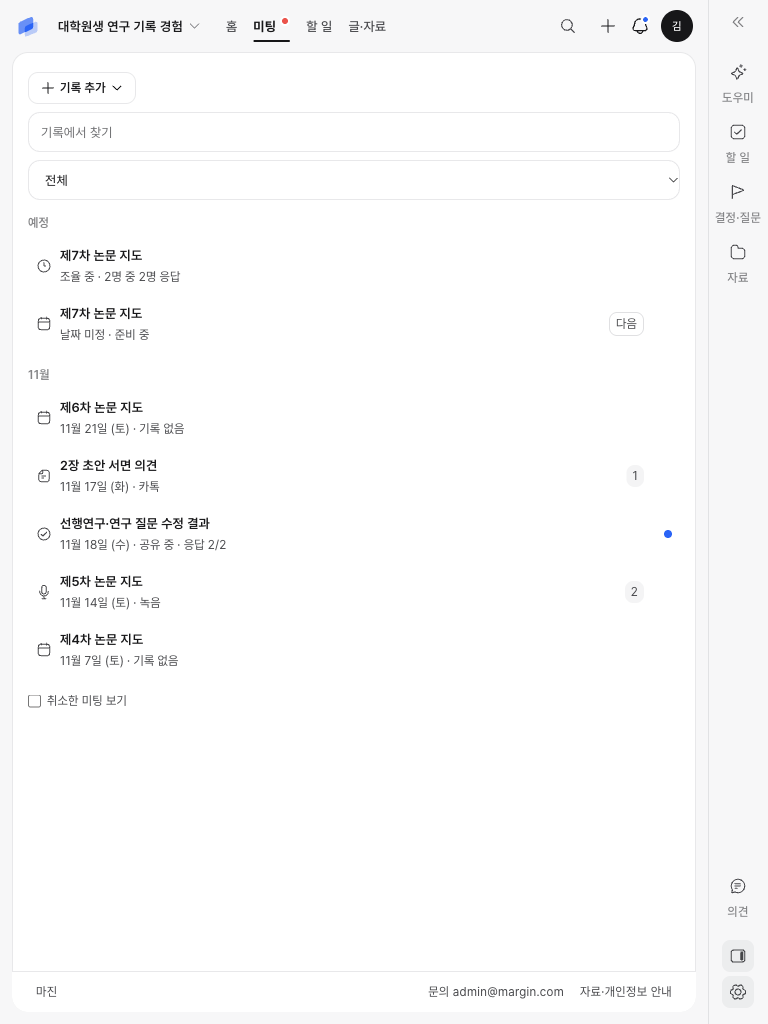 대학원생 연구 기록 경험
홈
미팅
할 일
글·자료
김
기록 추가
기록에서 찾기
전체
예정
제7차 논문 지도
조율 중 · 2명 중 2명 응답
제7차 논문 지도
날짜 미정 · 준비 중
다음
11월
제6차 논문 지도
11월 21일 (토) · 기록 없음
2장 초안 서면 의견
11월 17일 (화) · 카톡
1
선행연구·연구 질문 수정 결과
11월 18일 (수) · 공유 중 · 응답 2/2
제5차 논문 지도
11월 14일 (토) · 녹음
2
제4차 논문 지도
11월 7일 (토) · 기록 없음
취소한 미팅 보기
마진
문의 admin@margin.com
자료·개인정보 안내
도우미
할 일
결정·질문
자료
의견